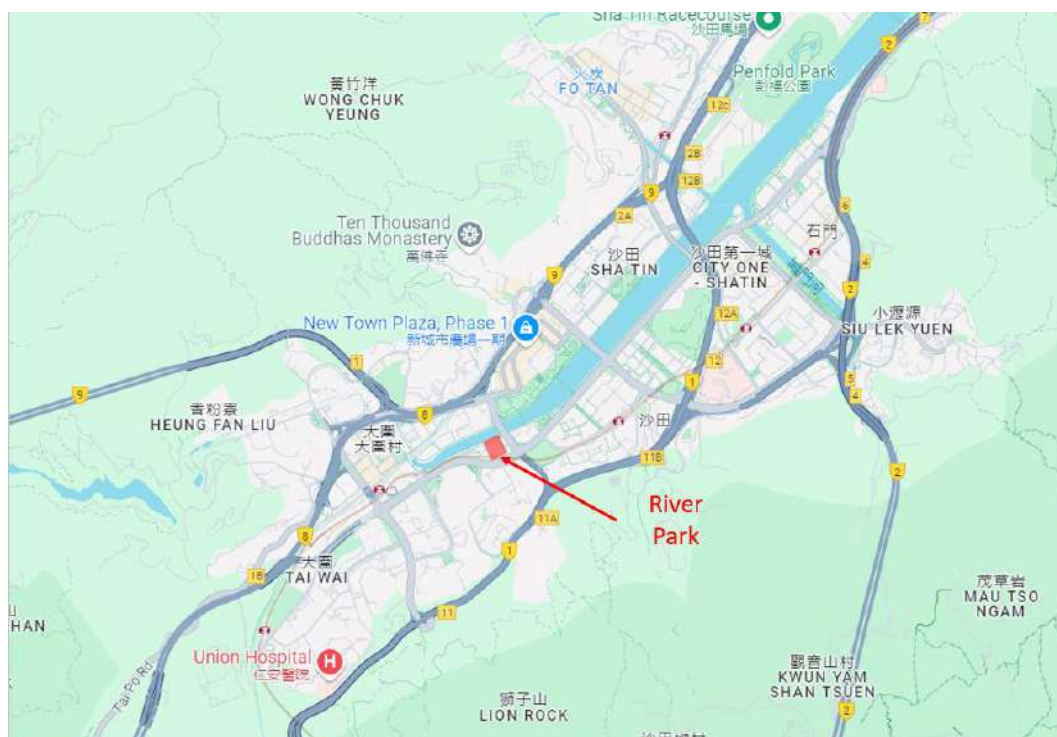 Sha Tin Racecourse
沙田馬場
Penfold Park
彭福公園
黃竹洋
WONG CHUK
YEUNG
火炭
FO TAN
12c
2
7
2B
12B
9
2A
Ten Thousand
Buddhas Monastery
萬佛寺
沙田
SHA TIN
沙田第一城
CITY ONE
- SHATIN
石門
6
4
2
9
12A
小瀝源
SIU LEK YUEN
New Town Plaza, Phase 1
新城市廣場一期
12
1
9
1
8
5
4
香粉寮
HEUNG FAN LIU
大圍
大圍村
沙田
11B
2
River
Park
11A
8
1
大圍
TAI WAI
1B
11
茂草岩
MAU TSO
NGAM
HAN
Union Hospital
仁安醫院
H
Tai Po Rd
觀音山村
KWUN YAM
SHAN TSUEN
獅子山
LION ROCK
2